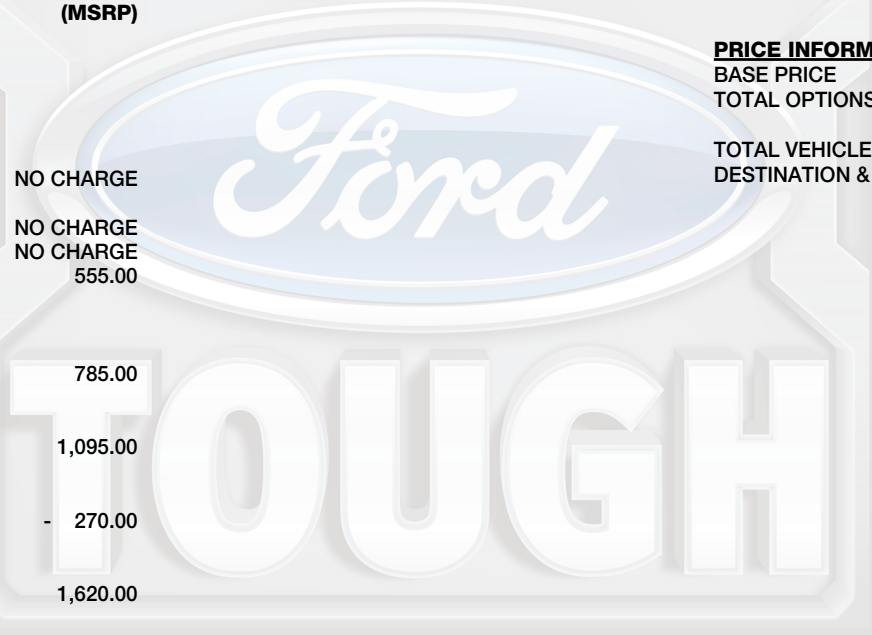 (MSRP)
NO CHARGE
NO CHARGE
NO CHARGE
555.00
785.00
1,095.00
- 270.00
1,620.00
PRICE INFORM
BASE PRICE
TOTAL OPTIONS
TOTAL VEHICLE
DESTINATION &
Ford
TOUGH